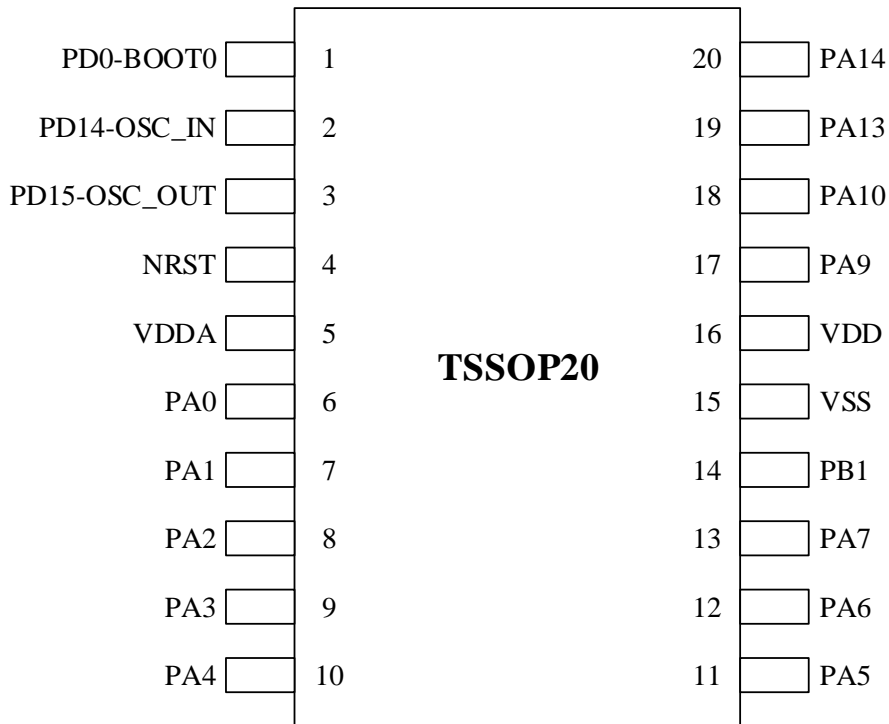 PD0-BOOT0 1 20 PA14
PD14-OSC_IN 2 19 PA13
PD15-OSC_OUT 3 18 PA10
NRST 4 17 PA9
VDDA 5 16 VDD
TSSOP20
PA0 6 15 VSS
PA1 7 14 PB1
PA2 8 13 PA7
PA3 9 12 PA6
PA4 10 11 PA5